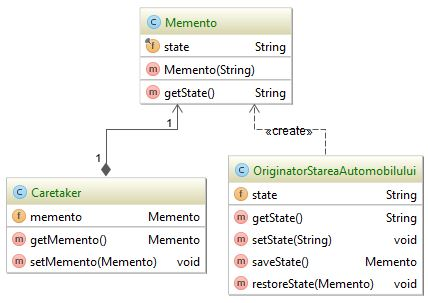 C Memento
f state String
m Memento(String)
m getState() String
1
«create»
1
C Caretaker
f memento Memento
m getMemento() Memento
m setMemento(Memento) void
C OriginatorStareaAutomobilului
f state String
m getState() String
m setState(String) void
m saveState() Memento
m restoreState(Memento) void